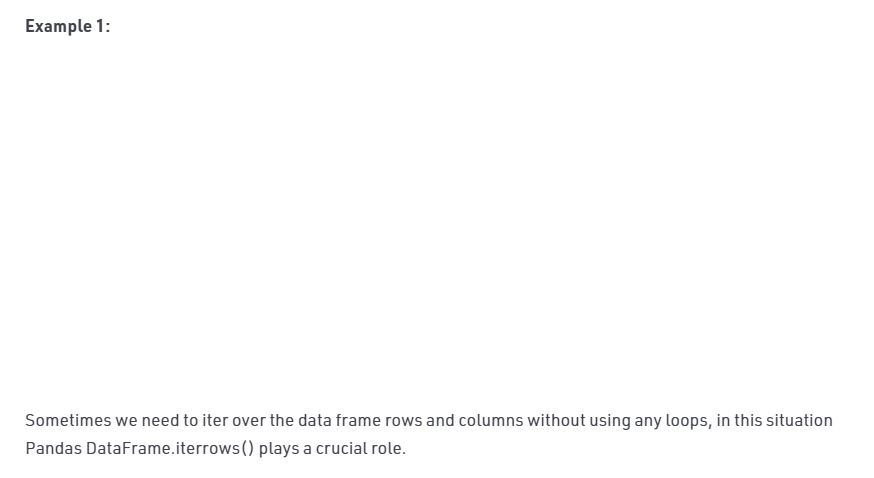 Example 1:
Sometimes we need to iter over the data frame rows and columns without using any loops, in this situation
Pandas DataFrame.iterrows() plays a crucial role.